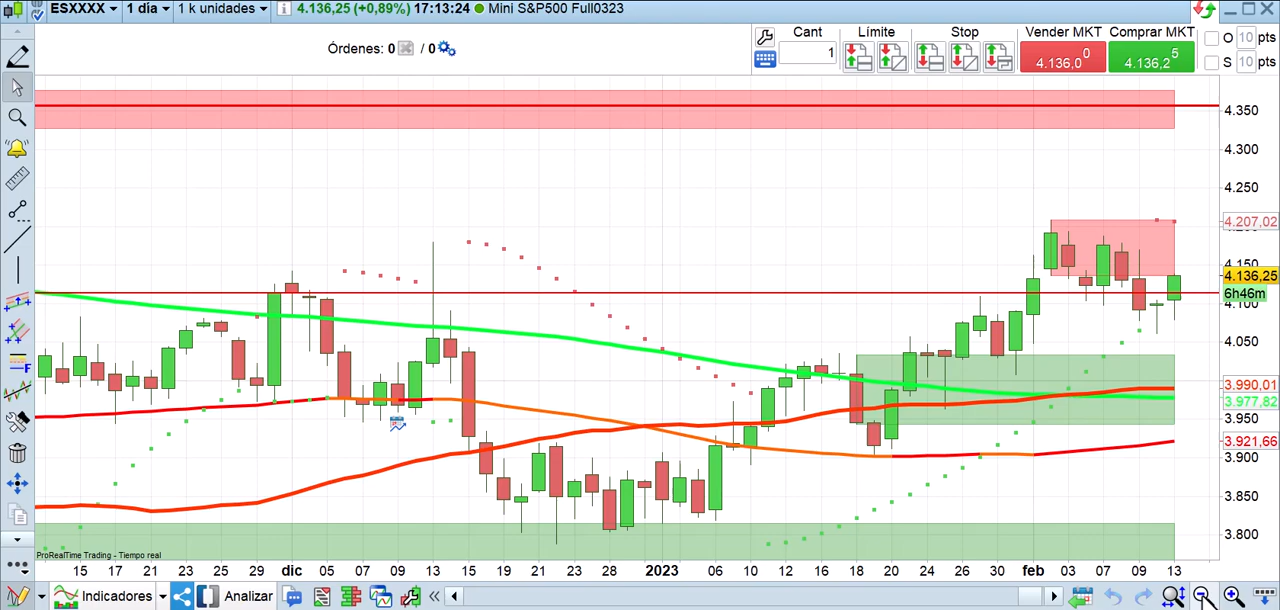 ESXXXX 1 día 1 k unidades i 4.136,25 (+0,89%) 17:13:24 Mini S&P500 Full0323
Órdenes: 0 / 0
Cant Límite Stop Vender MKT Comprar MKT O 10 pts
1 4.136,0 0 4.136,2 5 S 10 pts
4.350
4.300
4.250
4.207,02
4.150
4.136,25
6h46m
4.100
4.050
3.990,01
3.977,82
3.950
3.921,66
3.900
3.850
3.800
ProRealTime Trading - Tiempo real
15 17 21 23 25 29 dic 05 07 09 13 15 19 21 23 28 2023 06 10 12 16 18 20 24 26 30 feb 03 07 09 13
Indicadores Analizar